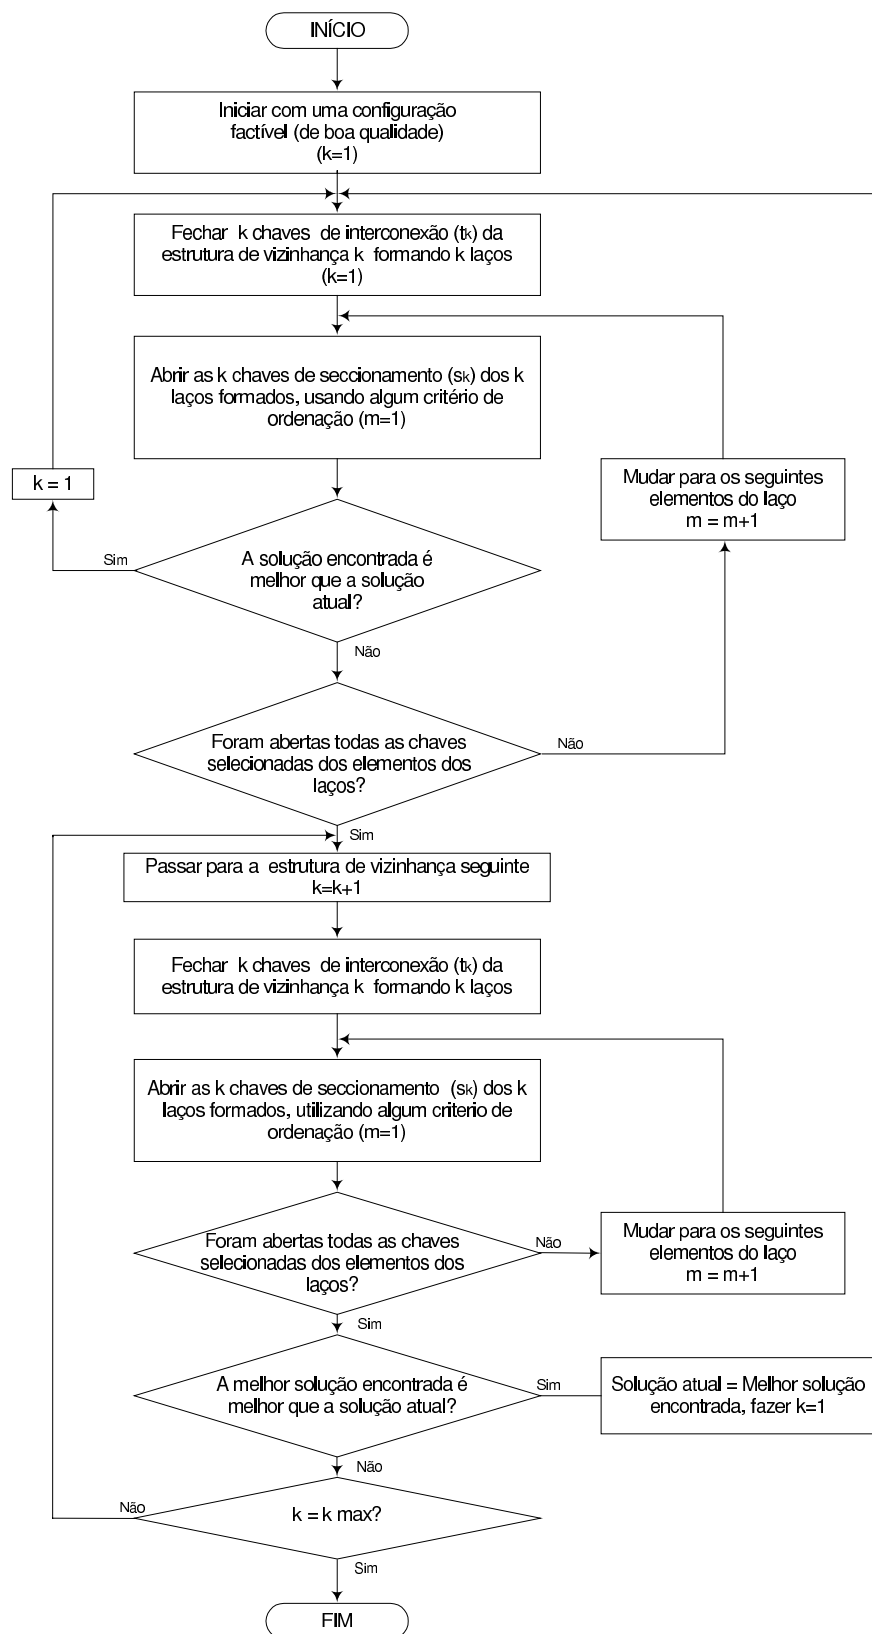 INÍCIO
Iniciar com uma configuração
factível (de boa qualidade)
(k=1)
Fechar k chaves de interconexão (tk) da
estrutura de vizinhança k formando k laços
(k=1)
Abrir as k chaves de seccionamento (sk) dos k
laços formados, usando algum critério de
ordenação (m=1)
k = 1
Mudar para os seguintes
elementos do laço
m = m+1
Sim
A solução encontrada é
melhor que a solução
atual?
Não
Foram abertas todas as chaves
selecionadas dos elementos dos
laços?
Não
Sim
Passar para a estrutura de vizinhança seguinte
k=k+1
Fechar k chaves de interconexão (tk) da
estrutura de vizinhança k formando k laços
Abrir as k chaves de seccionamento (sk) dos k
laços formados, utilizando algum criterio de
ordenação (m=1)
Foram abertas todas as chaves
selecionadas dos elementos dos
laços?
Não
Mudar para os seguintes
elementos do laço
m = m+1
Sim
A melhor solução encontrada é
melhor que a solução atual?
Sim
Solução atual = Melhor solução
encontrada, fazer k=1
Não
Não
k = k max?
Sim
FIM